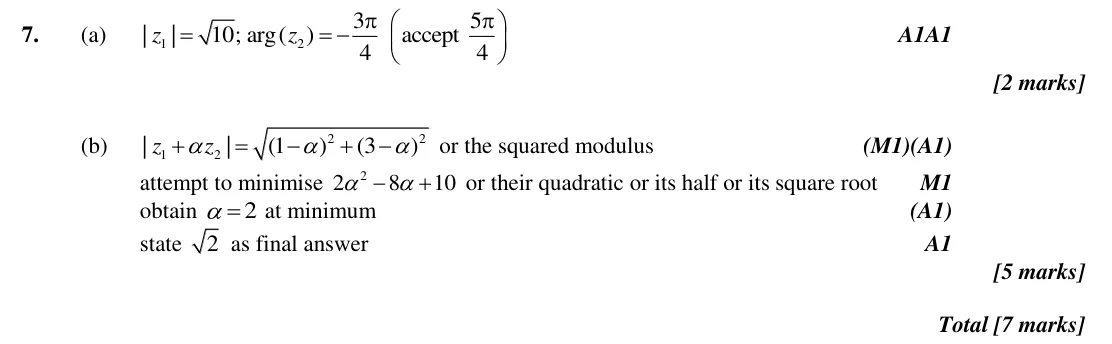 7. (a) |z₁| = √10; arg(z₂) = −3π/4 (accept 5π/4) A1A1
[2 marks]
(b) |z₁ + αz₂| = √((1−α)² + (3−α)²) or the squared modulus (M1)(A1)
attempt to minimise 2α² − 8α + 10 or their quadratic or its half or its square root M1
obtain α = 2 at minimum (A1)
state √2 as final answer A1
[5 marks]
Total [7 marks]